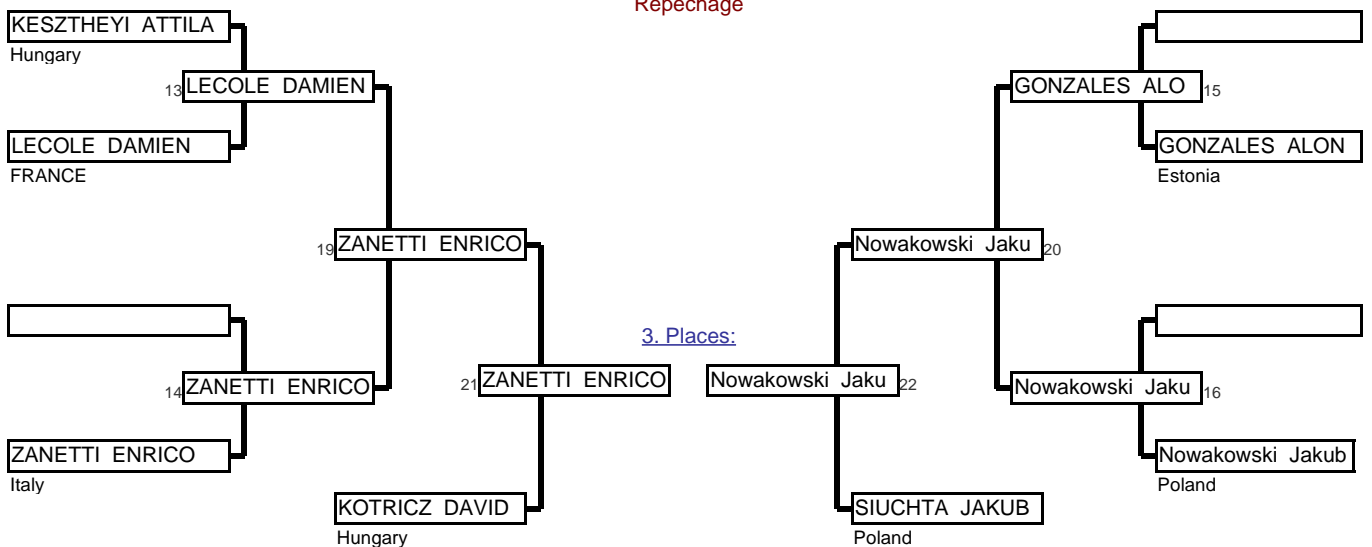 Repechage
KESZTHEYI ATTILA
Hungary
13 LECOLE DAMIEN
GONZALES ALO 15
LECOLE DAMIEN
FRANCE
GONZALES ALON
Estonia
19 ZANETTI ENRICO
Nowakowski Jaku 20
3. Places:
14 ZANETTI ENRICO
21 ZANETTI ENRICO
Nowakowski Jaku 22
Nowakowski Jaku 16
ZANETTI ENRICO
Italy
Nowakowski Jakub
Poland
KOTRICZ DAVID
Hungary
SIUCHTA JAKUB
Poland